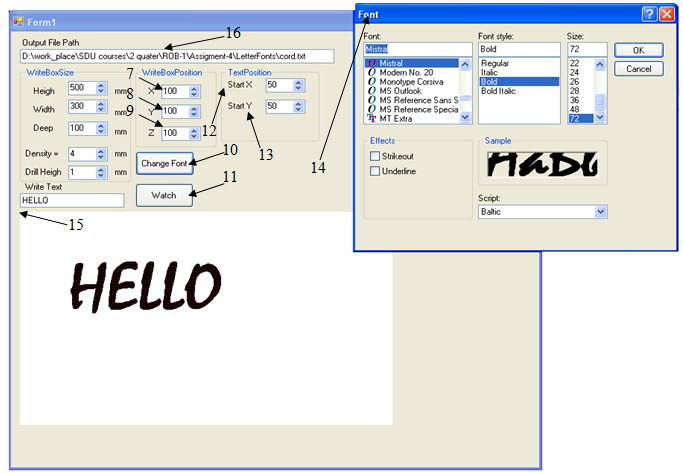 16
Form1
Output File Path
D:\work_place\SDU courses\2 quater\ROB-1\Assigment-4\LetterFonts\cord.txt
WriteBoxSize
Heigh 500 mm
Width 300 mm
Deep 100 mm
Density = 4 mm
Drill Heigh 1 mm
WriteBoxPosition
7 X 100
8 Y 100
9 Z 100
TextPosition
Start X 50
Start Y 50
12
13
Change Font
10
Watch
11
Write Text
HELLO
15
HELLO
14
Font
Font:
Mistral
Mistral
Modern No. 20
Monotype Corsiva
MS Outlook
MS Reference Sans S
MS Reference Specia
MT Extra
Font style:
Bold
Regular
Italic
Bold
Bold Italic
Size:
72
22
24
26
28
36
48
72
OK
Cancel
Effects
Strikeout
Underline
Sample
Script:
Baltic